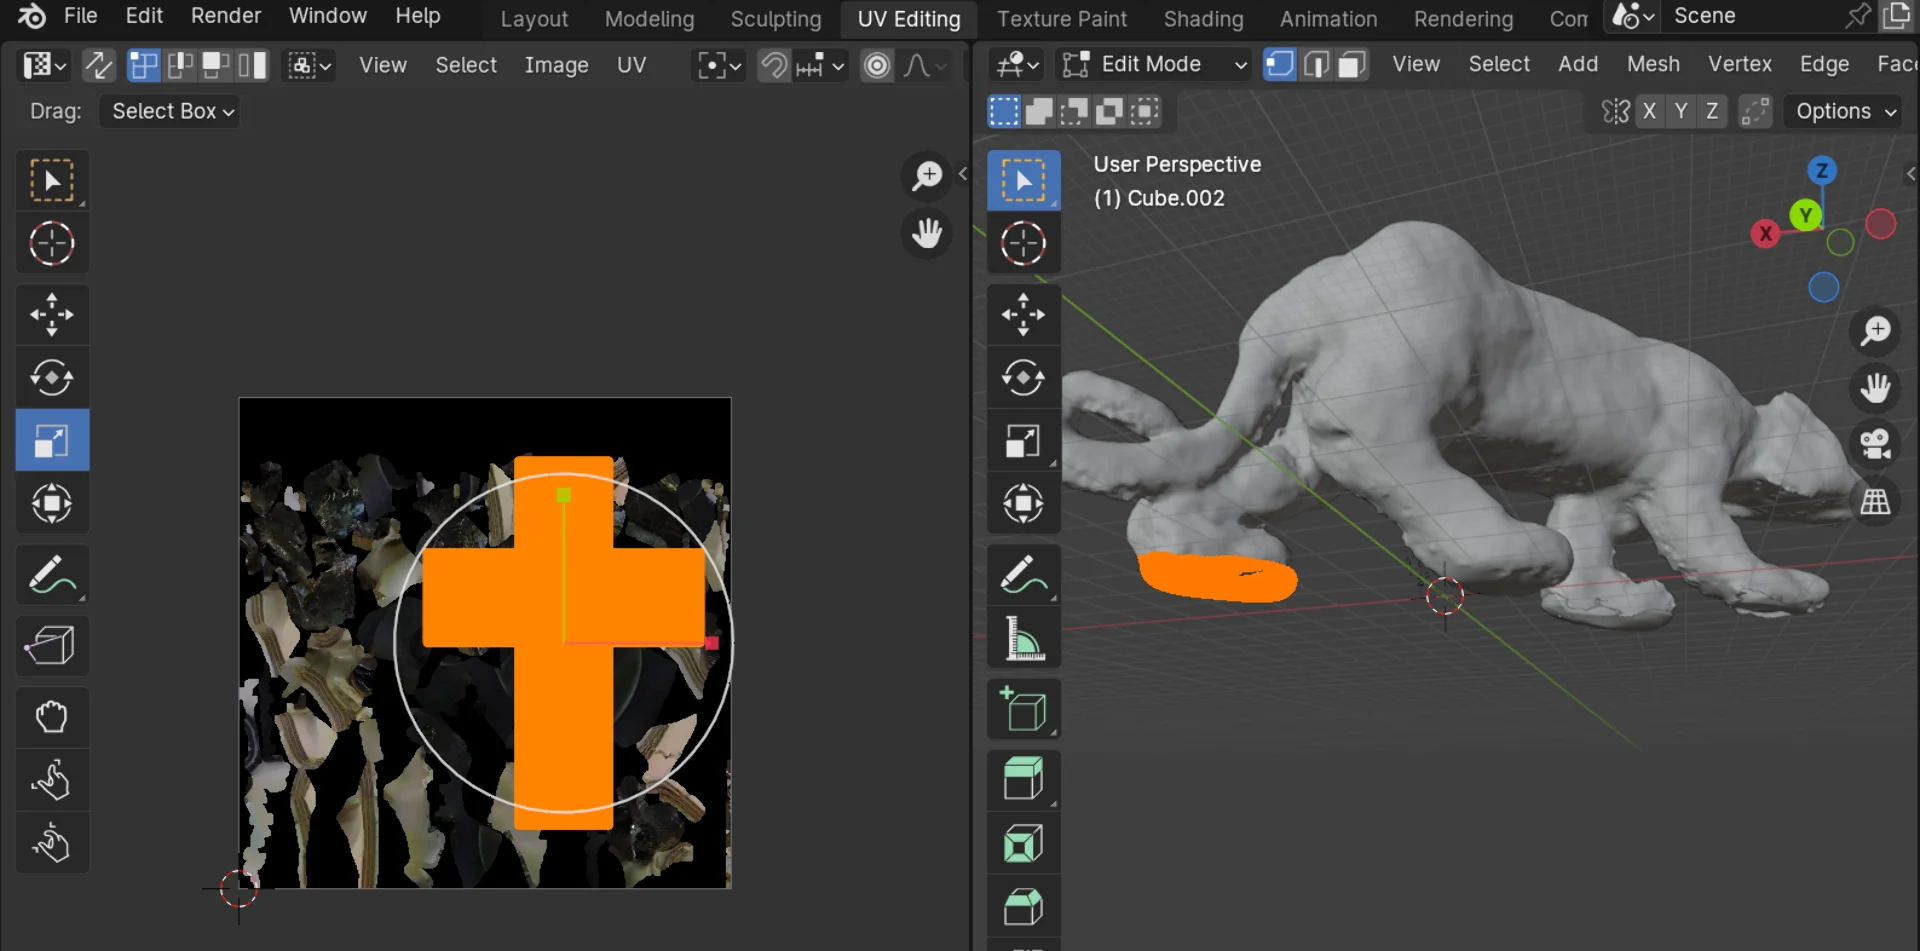 File Edit Render Window Help Layout Modeling Sculpting UV Editing Texture Paint Shading Animation Rendering Com Scene
View Select Image UV Edit Mode View Select Add Mesh Vertex Edge Face
Drag: Select Box X Y Z Options
User Perspective
(1) Cube.002
Z
Y
X